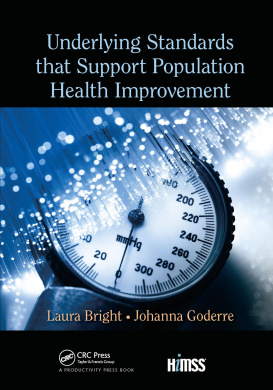 Underlying Standards
that Support Population
Health Improvement
200
220
240
260
280
300
mmHg
20
Laura Bright • Johanna Goderre
CRC Press
Taylor & Francis Group
A PRODUCTIVITY PRESS BOOK
HiMSS